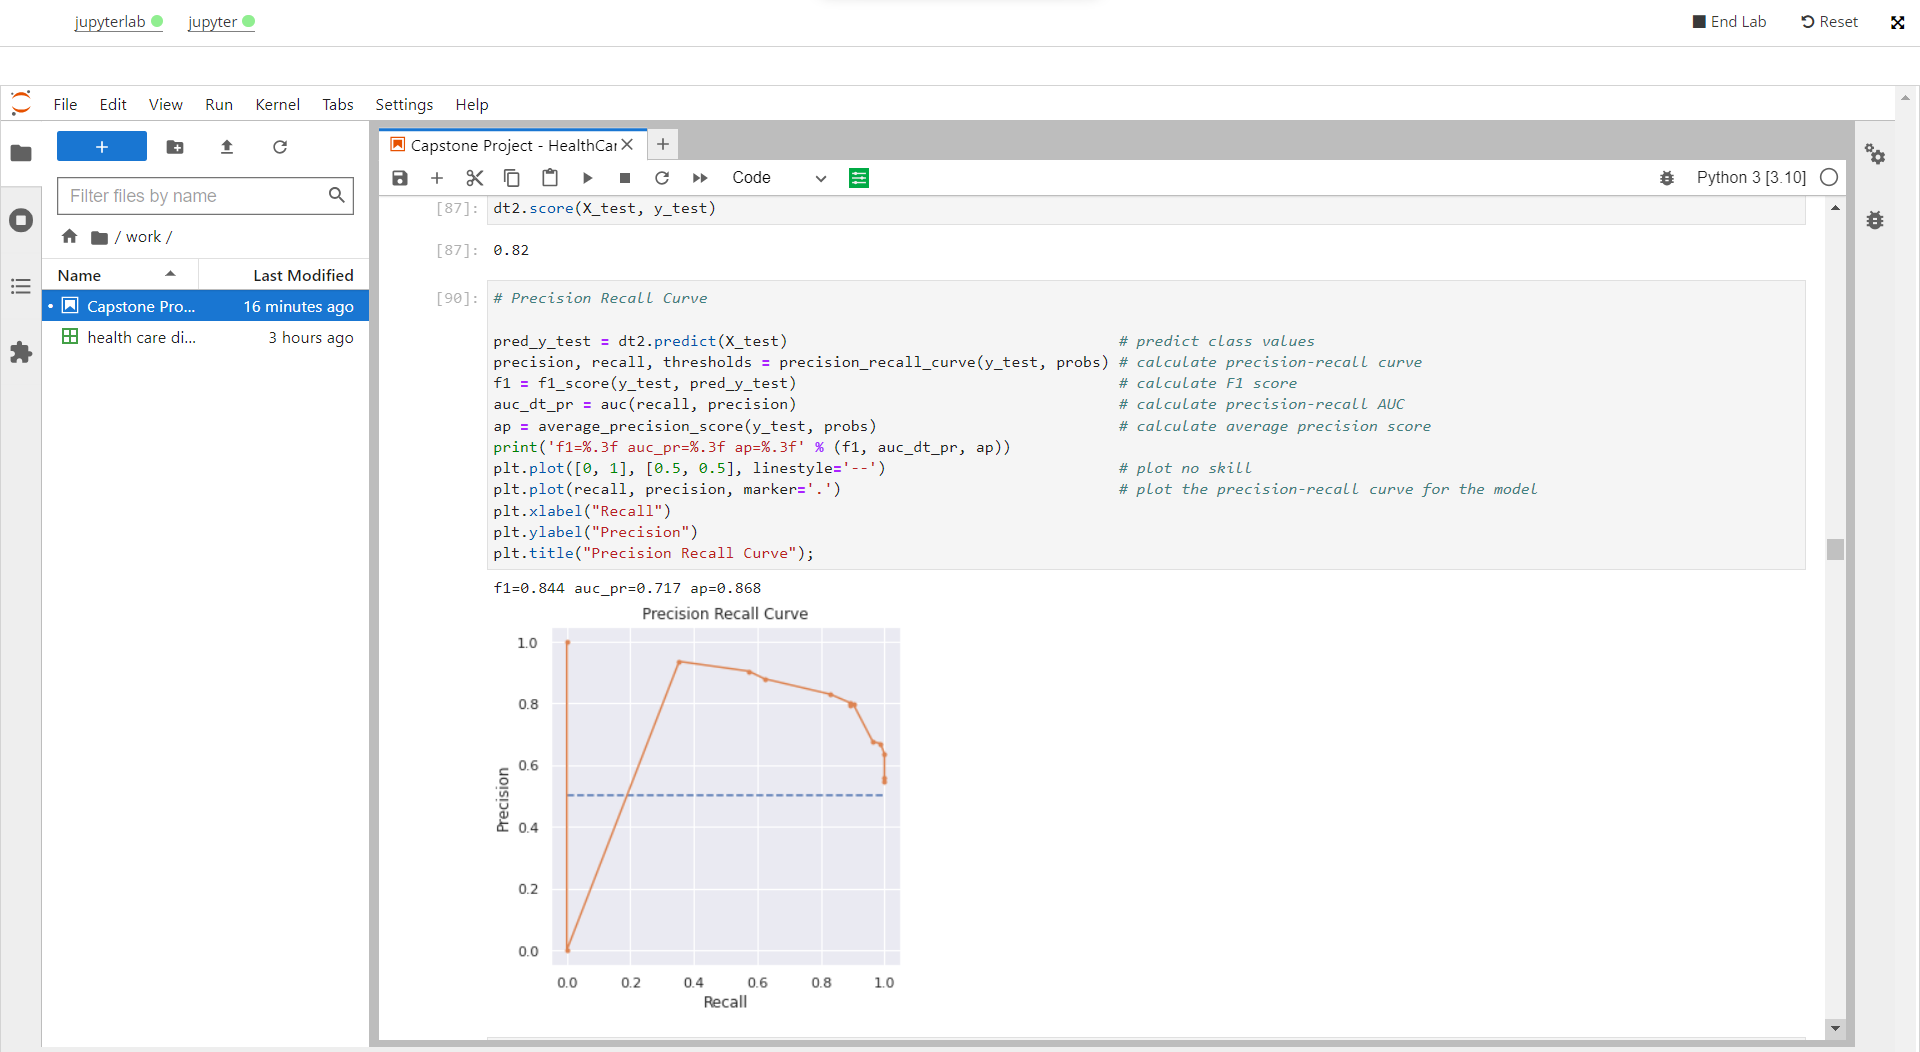 jupyterlab jupyter End Lab Reset
File Edit View Run Kernel Tabs Settings Help
+
Capstone Project - HealthCar
Filter files by name
/ work /
Name Last Modified
Capstone Pro... 16 minutes ago
health care di... 3 hours ago
Code Python 3 [3.10]
[87]: dt2.score(X_test, y_test)
[87]: 0.82
[90]: # Precision Recall Curve
pred_y_test = dt2.predict(X_test) # predict class values
precision, recall, thresholds = precision_recall_curve(y_test, probs) # calculate precision-recall curve
f1 = f1_score(y_test, pred_y_test) # calculate F1 score
auc_dt_pr = auc(recall, precision) # calculate precision-recall AUC
ap = average_precision_score(y_test, probs) # calculate average precision score
print('f1=%.3f auc_pr=%.3f ap=%.3f' % (f1, auc_dt_pr, ap))
plt.plot([0, 1], [0.5, 0.5], linestyle='--') # plot no skill
plt.plot(recall, precision, marker='.') # plot the precision-recall curve for the model
plt.xlabel("Recall")
plt.ylabel("Precision")
plt.title("Precision Recall Curve");
f1=0.844 auc_pr=0.717 ap=0.868
Precision Recall Curve
1.0
0.8
0.6
0.4
0.2
0.0
Precision
0.0 0.2 0.4 0.6 0.8 1.0
Recall